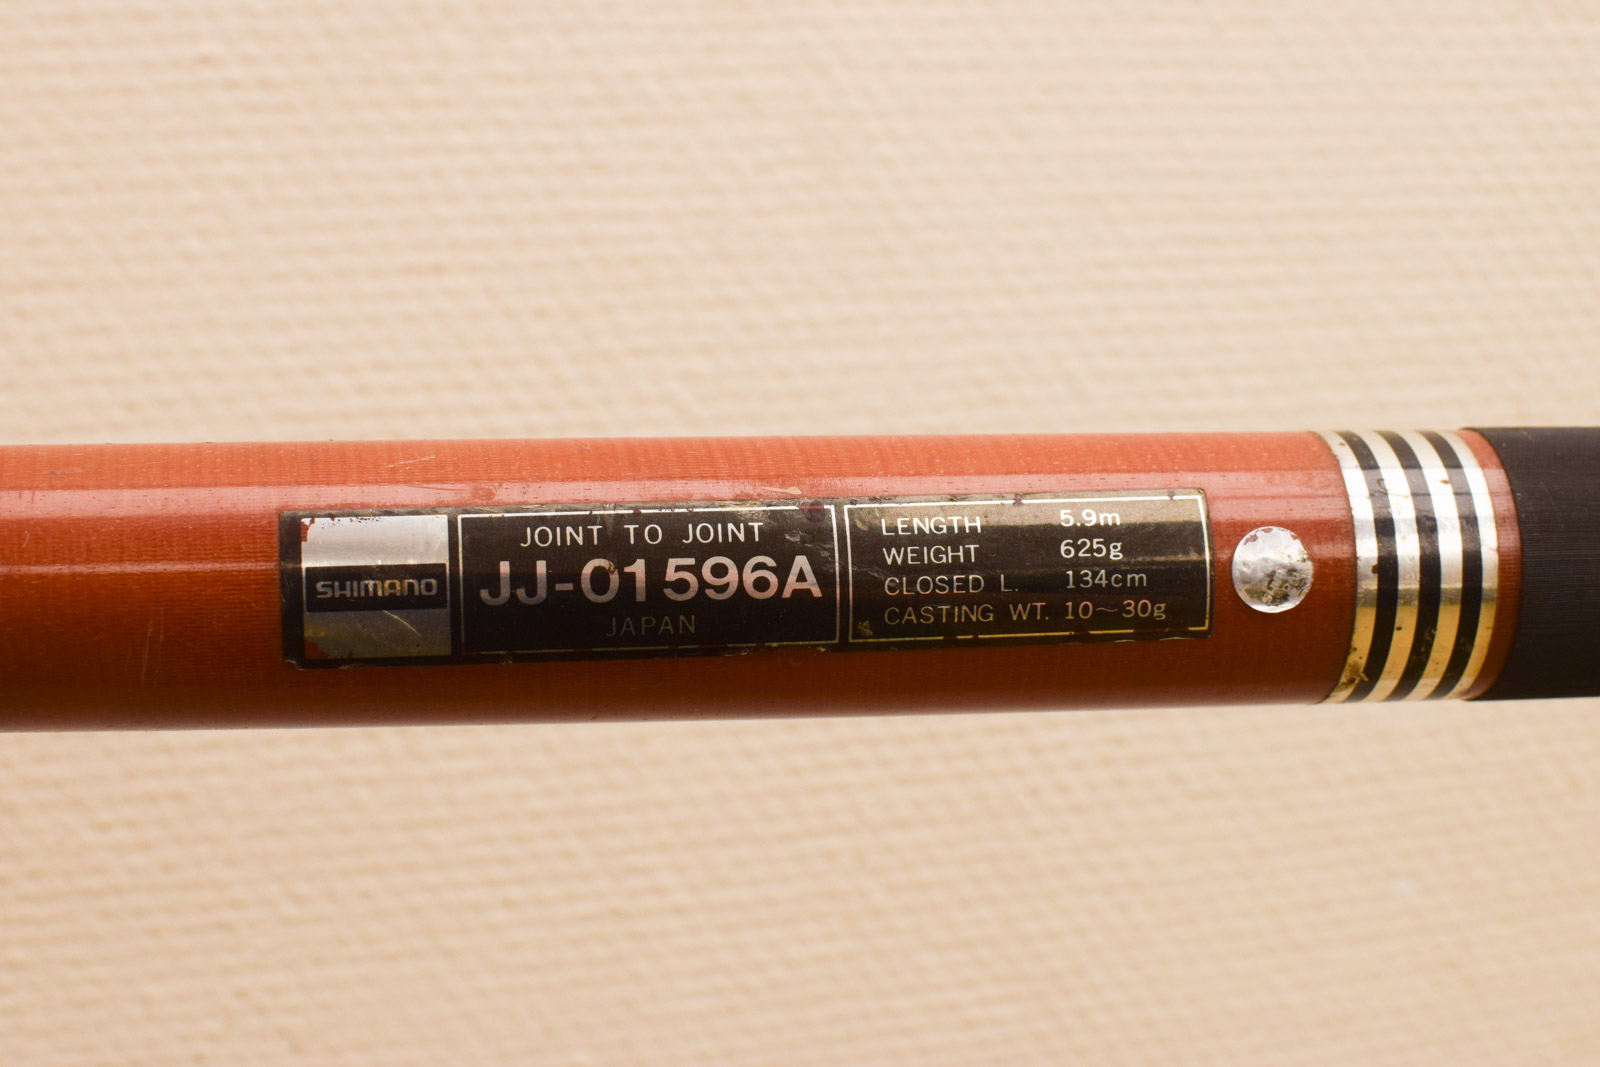 SHIMANO
JOINT TO JOINT
JJ-01596A
JAPAN
LENGTH 5.9m
WEIGHT 625g
CLOSED L. 134cm
CASTING WT. 10~30g